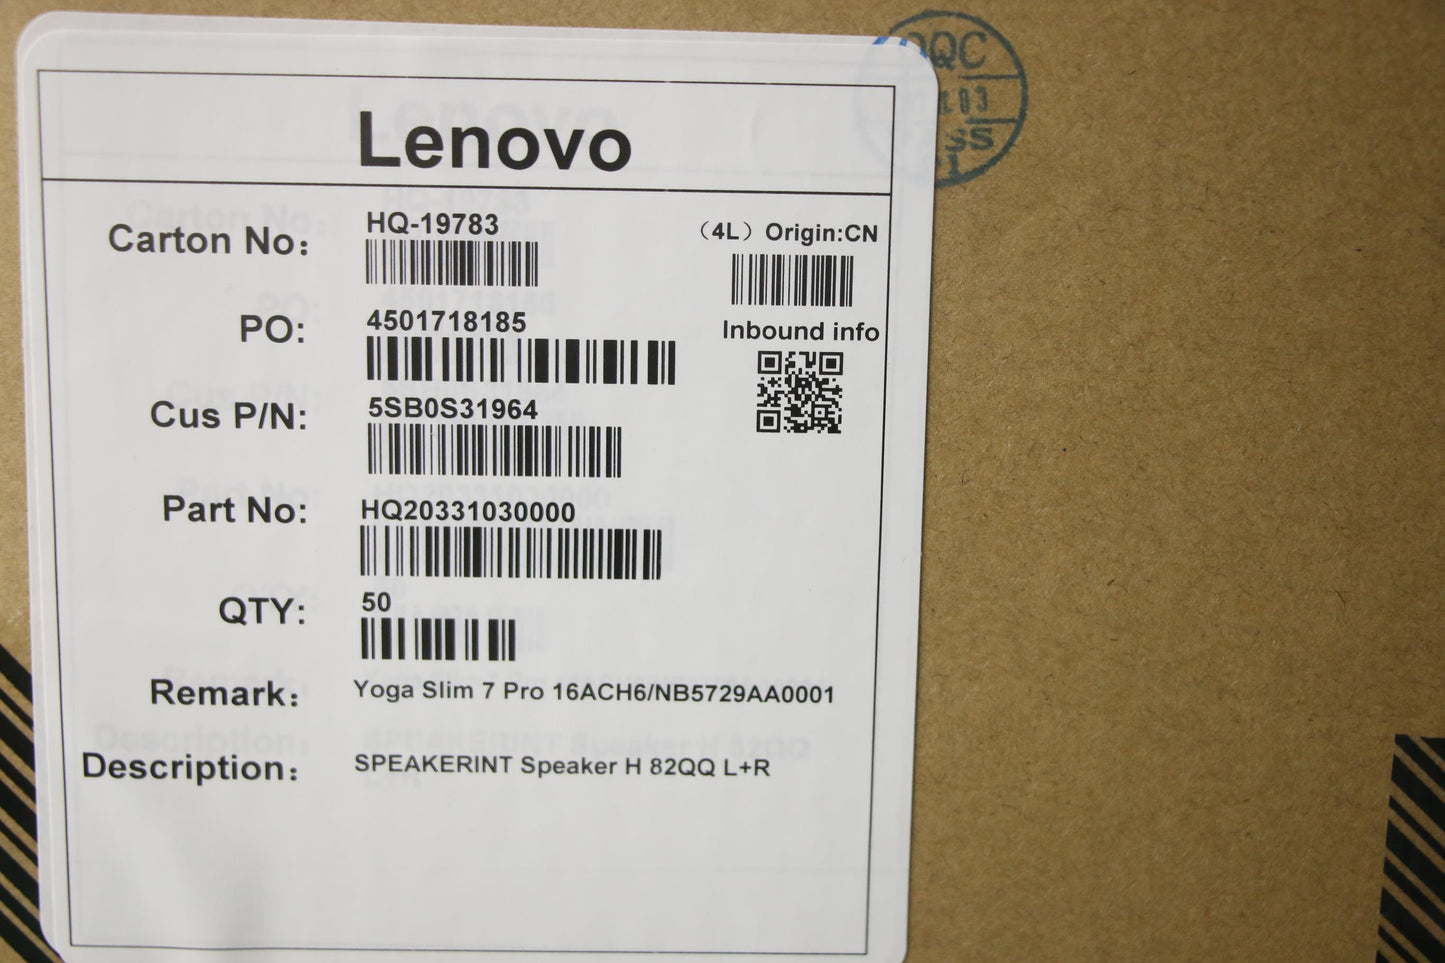 Lenovo
Carton No: HQ-19783
(4L) Origin:CN
PO: 4501718185
Inbound info
Cus P/N: 5SB0S31964
Part No: HQ20331030000
QTY: 50
Remark: Yoga Slim 7 Pro 16ACH6/NB5729AA0001
Description: SPEAKERINT Speaker H 82QQ L+R